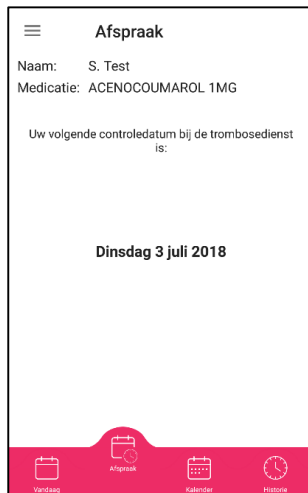 Afspraak
Naam: S. Test
Medicatie: ACENOCOUMAROL 1MG
Uw volgende controledatum bij de trombosedienst
is:
Dinsdag 3 juli 2018
Vandaag Afspraak Kalender Historie